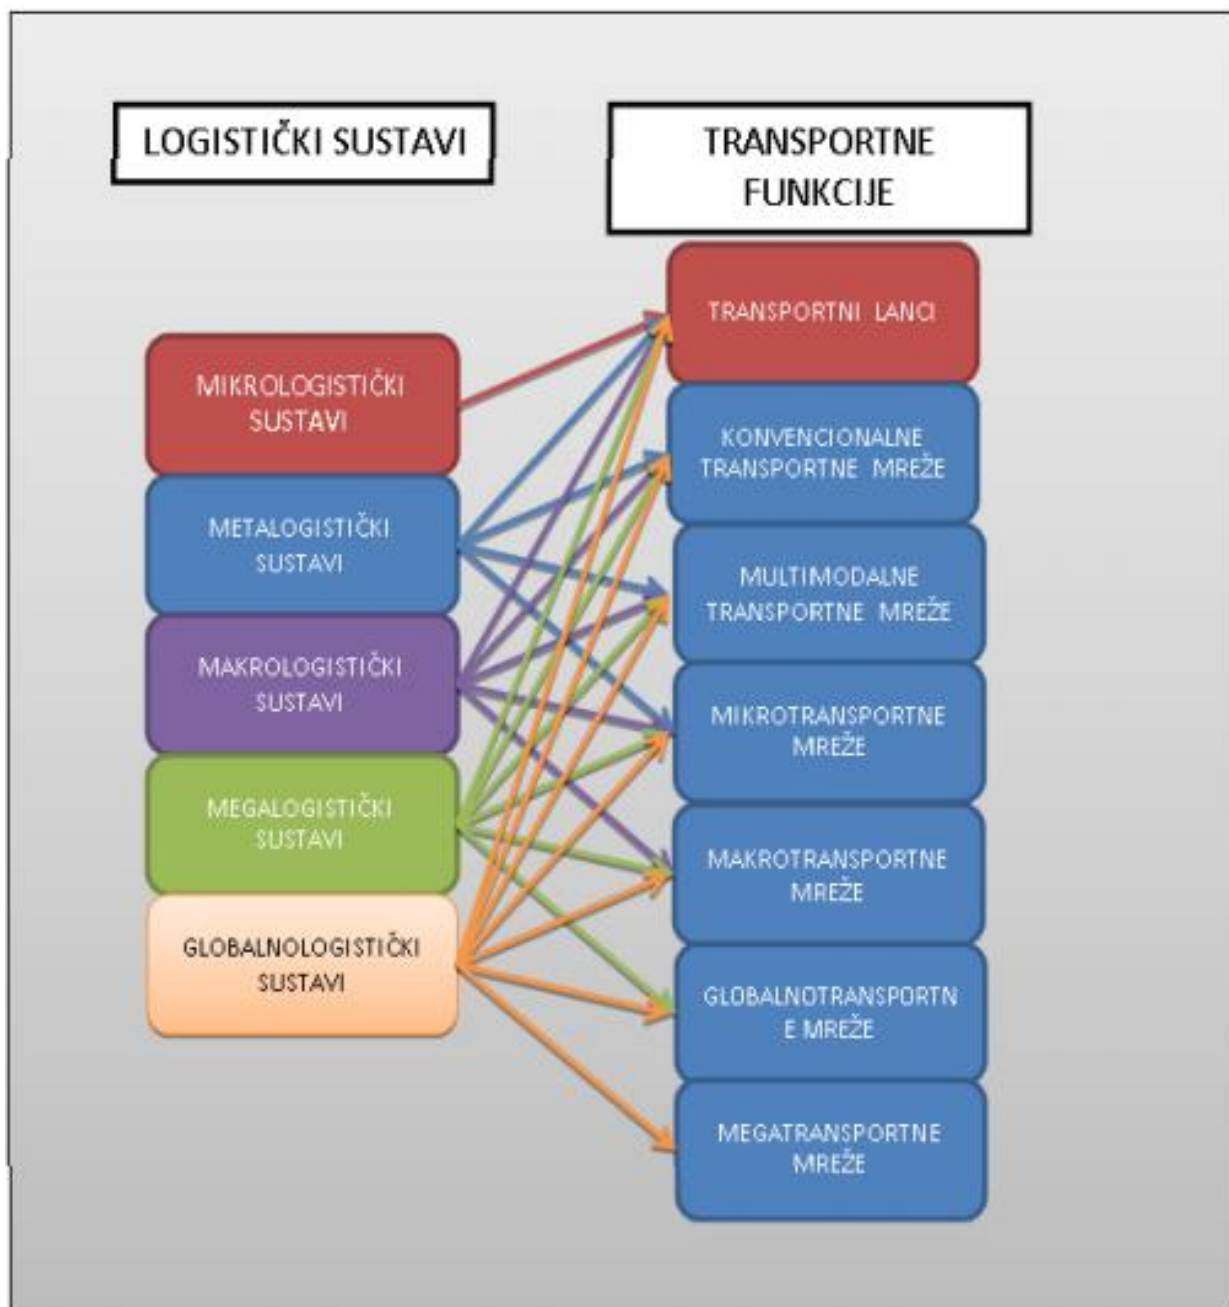 LOGISTIČKI SUSTAVI
TRANSPORTNE
FUNKCIJE
MIKROLOGISTIČKI
SUSTAVI
METALOGISTIČKI
SUSTAVI
MAKROLOGISTIČKI
SUSTAVI
MEGALOGISTIČKI
SUSTAVI
GLOBALNOLOGISTIČKI
SUSTAVI
TRANSPORTNI LANCI
KONVENCIONALNE
TRANSPORTNE MREŽE
MULTIMODALNE
TRANSPORTNE MREŽE
MIKROTRANSPORTNE
MREŽE
MAKROTRANSPORTNE
MREŽE
GLOBALNOTRANSPORTN
E MREŽE
MEGATRANSPORTNE
MREŽE